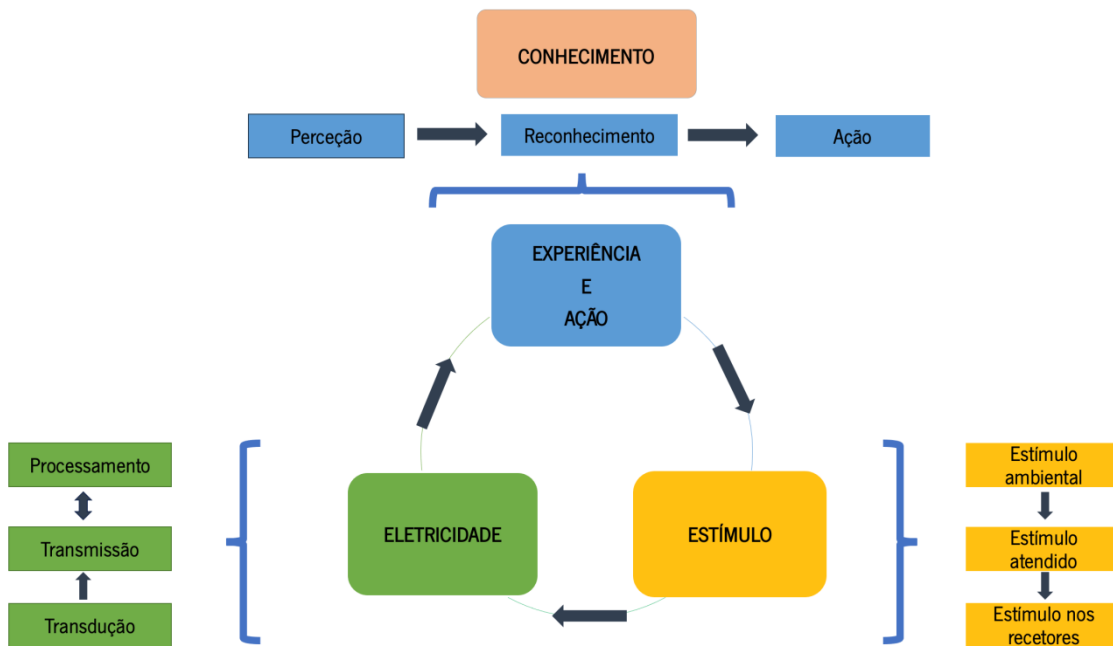 CONHECIMENTO
Perceção
Reconhecimento
Ação
EXPERIÊNCIA
E
AÇÃO
Processamento
Transmissão
Transdução
ELETRICIDADE
ESTÍMULO
Estímulo
ambiental
Estímulo
atendido
Estímulo nos
recetores